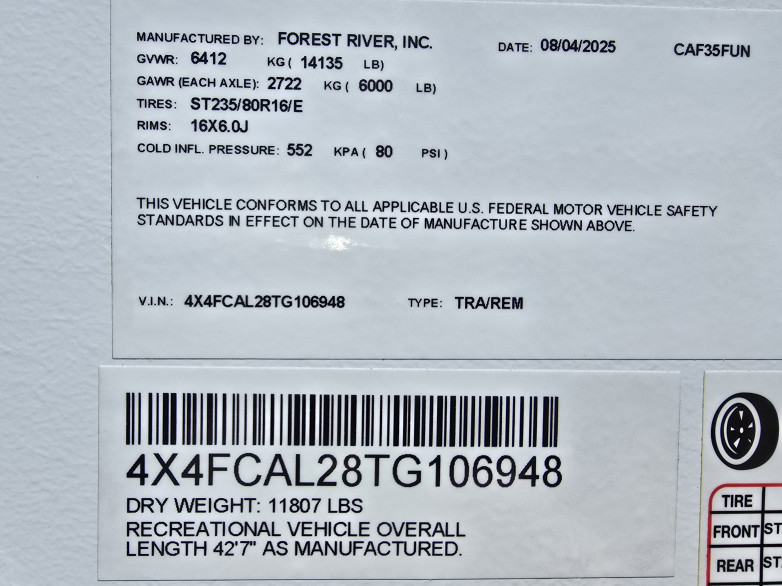 MANUFACTURED BY: FOREST RIVER, INC. DATE: 08/04/2025 CAF35FUN
GVWR: 6412 KG ( 14135 LB)
GAWR (EACH AXLE): 2722 KG ( 6000 LB)
TIRES: ST235/80R16/E
RIMS: 16X6.0J
COLD INFL. PRESSURE: 552 KPA ( 80 PSI )
THIS VEHICLE CONFORMS TO ALL APPLICABLE U.S. FEDERAL MOTOR VEHICLE SAFETY
STANDARDS IN EFFECT ON THE DATE OF MANUFACTURE SHOWN ABOVE.
V.I.N.: 4X4FCAL28TG106948 TYPE: TRA/REM
4X4FCAL28TG106948
DRY WEIGHT: 11807 LBS
RECREATIONAL VEHICLE OVERALL
LENGTH 42'7" AS MANUFACTURED.
TIRE
FRONT ST
REAR ST